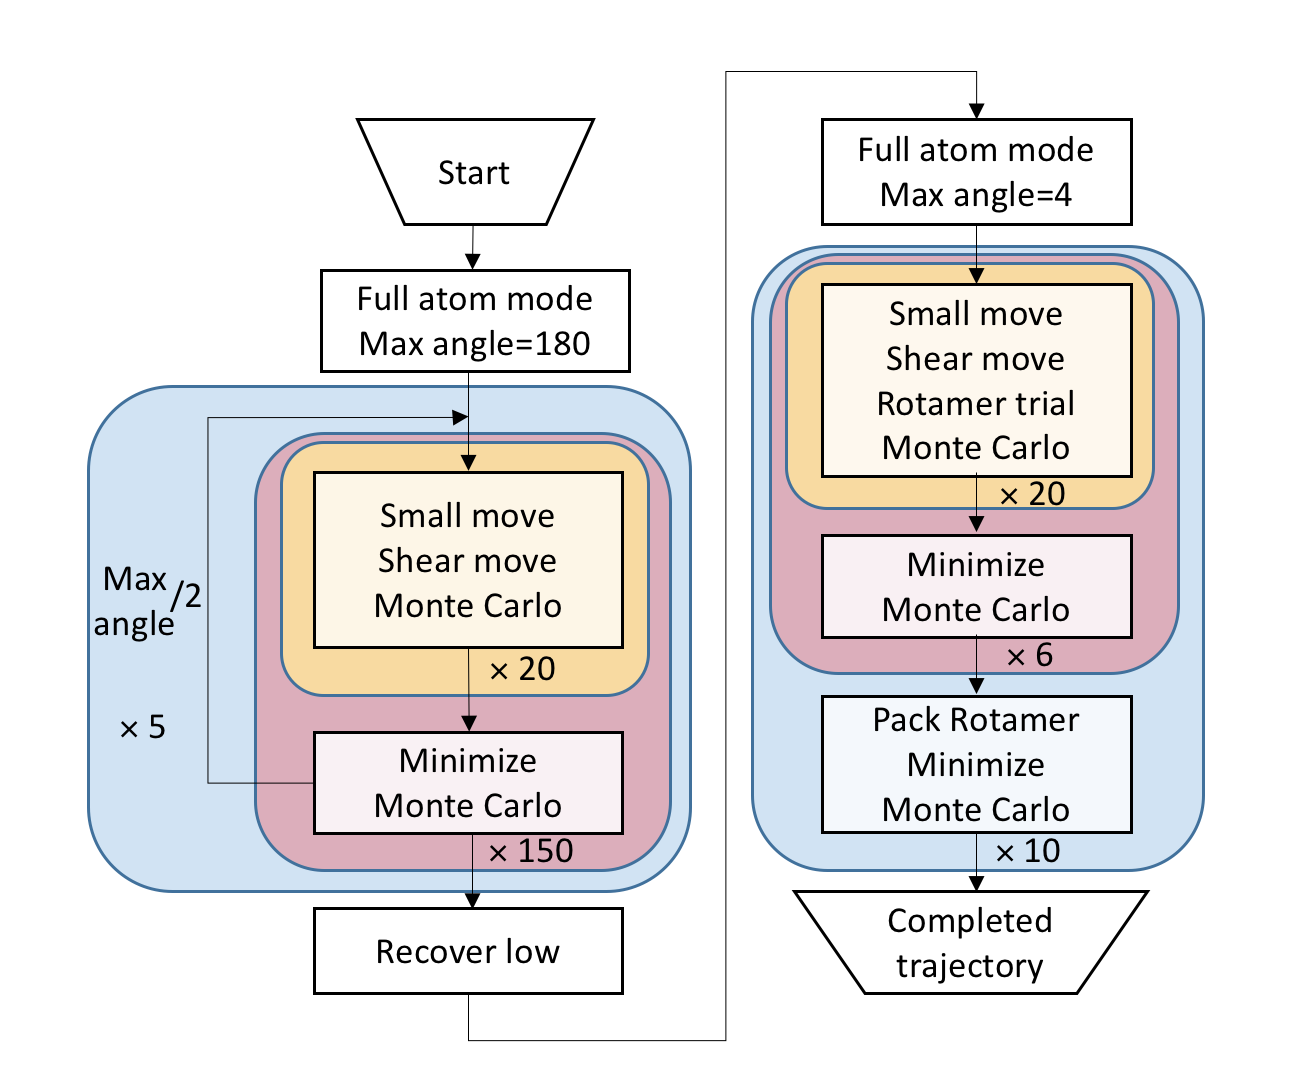 Start
Full atom mode
Max angle=180
Small move
Shear move
Monte Carlo
× 20
Max
angle
/2
× 5
Minimize
Monte Carlo
× 150
Recover low
Full atom mode
Max angle=4
Small move
Shear move
Rotamer trial
Monte Carlo
× 20
Minimize
Monte Carlo
× 6
Pack Rotamer
Minimize
Monte Carlo
× 10
Completed
trajectory